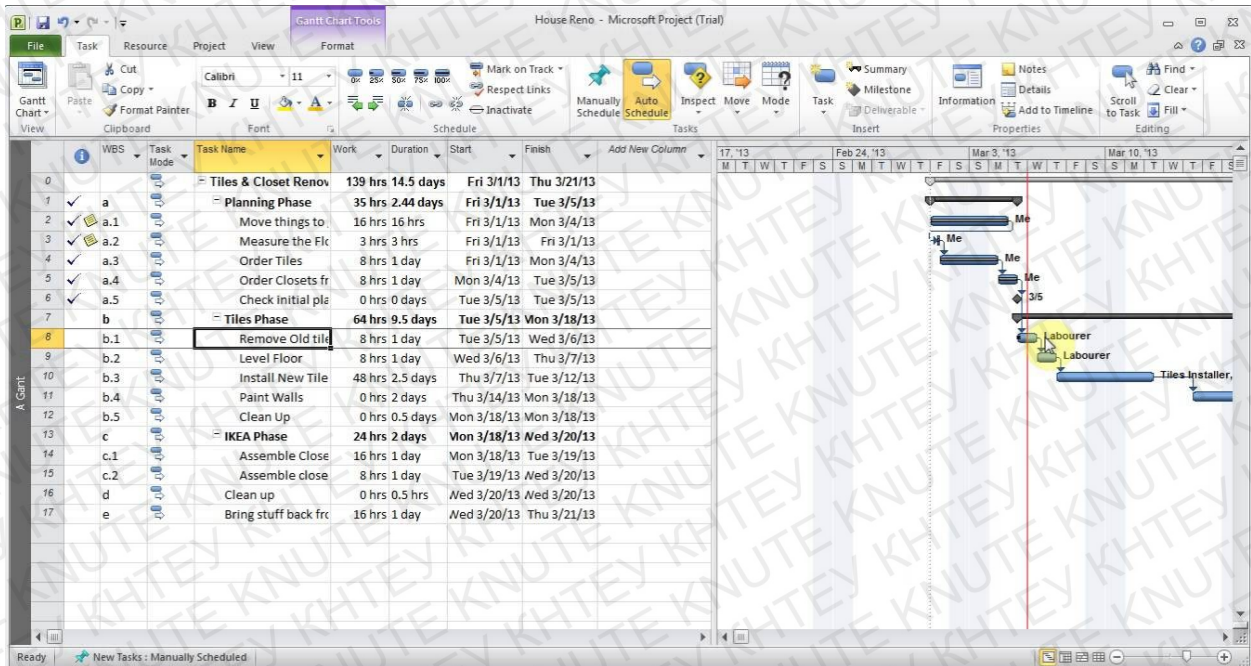 Gantt Chart Tools
House Reno - Microsoft Project (Trial)
File Task Resource Project View Format
Gantt Chart
View
Paste
Cut
Copy
Format Painter
Clipboard
Calibri 11
B I U A
Font
0% 25% 50% 75% 100%
Mark on Track
Respect Links
Inactivate
Schedule
Manually Schedule
Auto Schedule
Inspect
Move
Mode
Tasks
Task
Summary
Milestone
Deliverable
Insert
Information
Notes
Details
Add to Timeline
Properties
Scroll to Task
Find
Clear
Fill
Editing
WBS Task Mode Task Name Work Duration Start Finish Add New Column
17, '13 Feb 24, '13 Mar 3, '13 Mar 10, '13
M T W T F S S M T W T F S S M T W T F S S M T W T F S
0 Tiles & Closet Renov 139 hrs 14.5 days Fri 3/1/13 Thu 3/21/13
1 a Planning Phase 35 hrs 2.44 days Fri 3/1/13 Tue 3/5/13
2 a.1 Move things to 16 hrs 16 hrs Fri 3/1/13 Mon 3/4/13 Me
3 a.2 Measure the Flo 3 hrs 3 hrs Fri 3/1/13 Fri 3/1/13 Me
4 a.3 Order Tiles 8 hrs 1 day Fri 3/1/13 Mon 3/4/13 Me
5 a.4 Order Closets fr 8 hrs 1 day Mon 3/4/13 Tue 3/5/13 Me
6 a.5 Check initial pla 0 hrs 0 days Tue 3/5/13 Tue 3/5/13 3/5
7 b Tiles Phase 64 hrs 9.5 days Tue 3/5/13 Mon 3/18/13
8 b.1 Remove Old tile 8 hrs 1 day Tue 3/5/13 Wed 3/6/13 Labourer
9 b.2 Level Floor 8 hrs 1 day Wed 3/6/13 Thu 3/7/13 Labourer
10 b.3 Install New Tile 48 hrs 2.5 days Thu 3/7/13 Tue 3/12/13 Tiles Installer,
11 b.4 Paint Walls 0 hrs 2 days Thu 3/14/13 Mon 3/18/13
12 b.5 Clean Up 0 hrs 0.5 days Mon 3/18/13 Mon 3/18/13
13 c IKEA Phase 24 hrs 2 days Mon 3/18/13 Wed 3/20/13
14 c.1 Assemble Close 16 hrs 1 day Mon 3/18/13 Tue 3/19/13
15 c.2 Assemble close 8 hrs 1 day Tue 3/19/13 Wed 3/20/13
16 d Clean up 0 hrs 0.5 hrs Wed 3/20/13 Wed 3/20/13
17 e Bring stuff back fro 16 hrs 1 day Wed 3/20/13 Thu 3/21/13
A Gant
Ready New Tasks : Manually Scheduled
KHTEY KNUTE